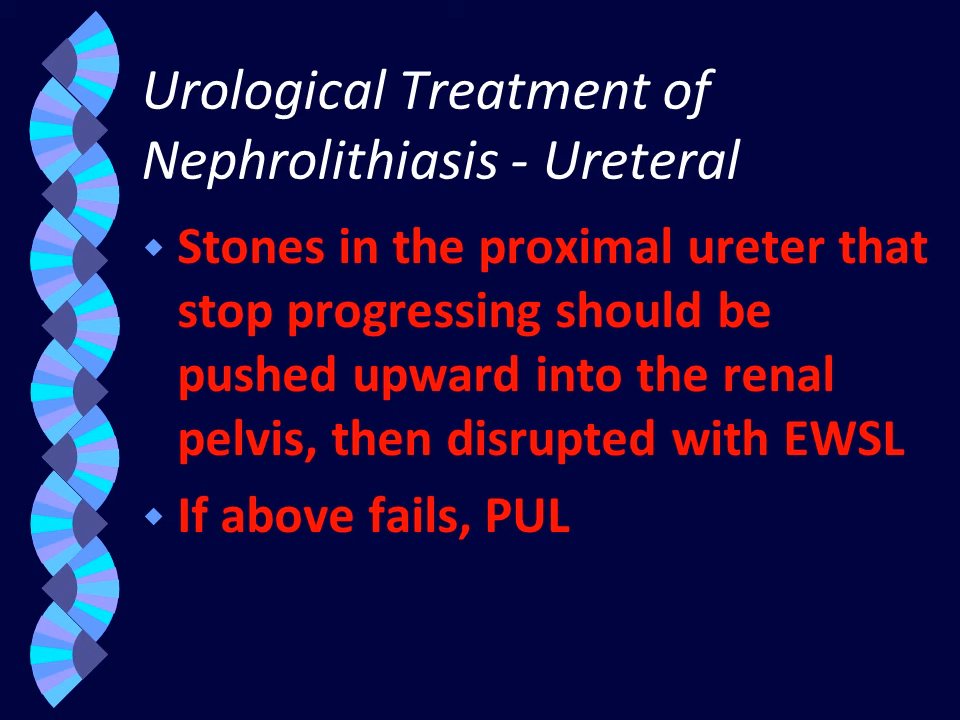 Urological Treatment of
Nephrolithiasis - Ureteral
Stones in the proximal ureter that
stop progressing should be
pushed upward into the renal
pelvis, then disrupted with EWSL
If above fails, PUL